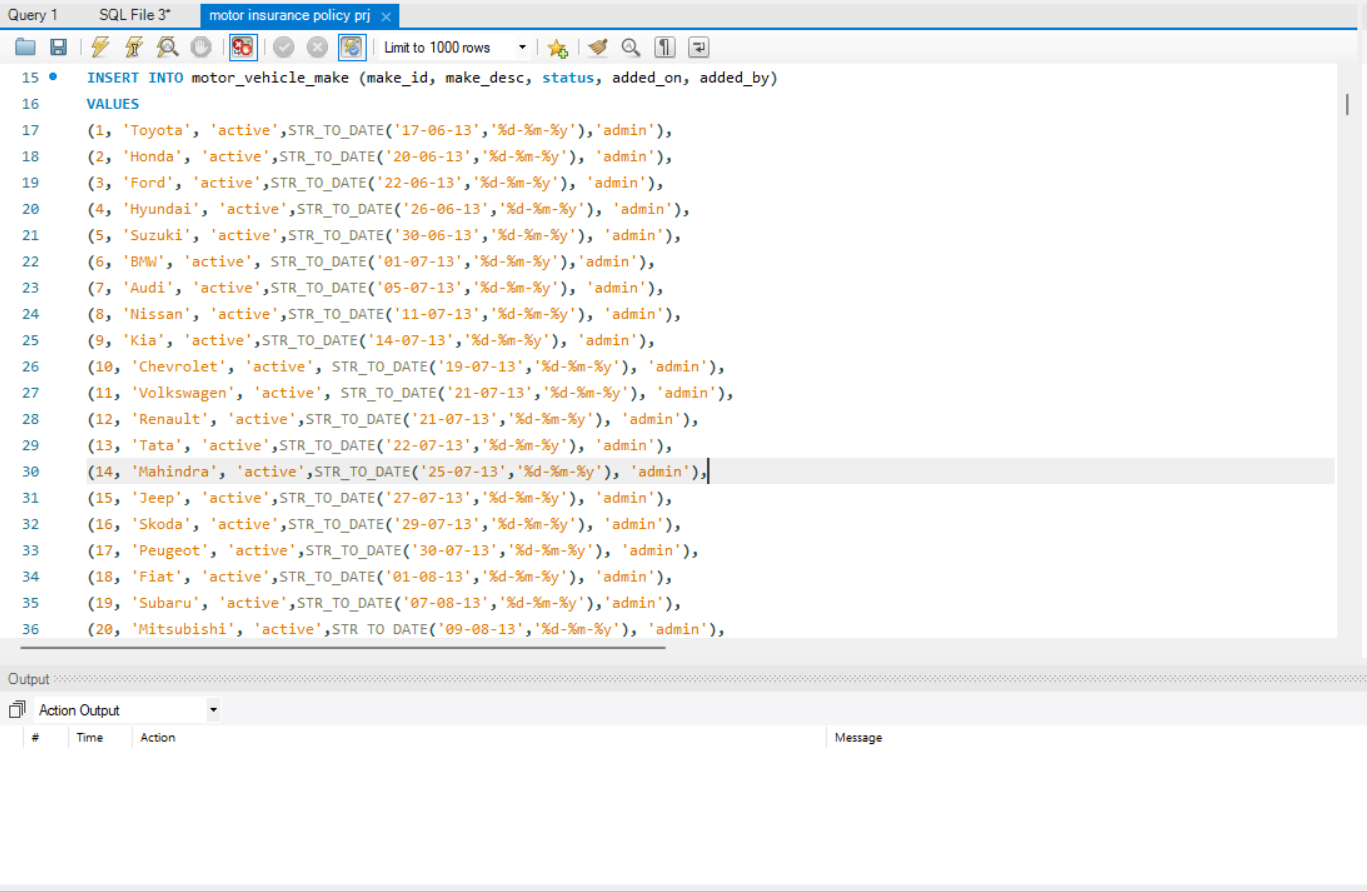 Query 1 SQL File 3* motor insurance policy prj ×
Limit to 1000 rows
15 INSERT INTO motor_vehicle_make (make_id, make_desc, status, added_on, added_by)
16 VALUES
17 (1, 'Toyota', 'active',STR_TO_DATE('17-06-13','%d-%m-%y'),'admin'),
18 (2, 'Honda', 'active',STR_TO_DATE('20-06-13','%d-%m-%y'), 'admin'),
19 (3, 'Ford', 'active',STR_TO_DATE('22-06-13','%d-%m-%y'), 'admin'),
20 (4, 'Hyundai', 'active',STR_TO_DATE('26-06-13','%d-%m-%y'), 'admin'),
21 (5, 'Suzuki', 'active',STR_TO_DATE('30-06-13','%d-%m-%y'), 'admin'),
22 (6, 'BMW', 'active', STR_TO_DATE('01-07-13','%d-%m-%y'),'admin'),
23 (7, 'Audi', 'active',STR_TO_DATE('05-07-13','%d-%m-%y'), 'admin'),
24 (8, 'Nissan', 'active',STR_TO_DATE('11-07-13','%d-%m-%y'), 'admin'),
25 (9, 'Kia', 'active',STR_TO_DATE('14-07-13','%d-%m-%y'), 'admin'),
26 (10, 'Chevrolet', 'active', STR_TO_DATE('19-07-13','%d-%m-%y'), 'admin'),
27 (11, 'Volkswagen', 'active', STR_TO_DATE('21-07-13','%d-%m-%y'), 'admin'),
28 (12, 'Renault', 'active',STR_TO_DATE('21-07-13','%d-%m-%y'), 'admin'),
29 (13, 'Tata', 'active',STR_TO_DATE('22-07-13','%d-%m-%y'), 'admin'),
30 (14, 'Mahindra', 'active',STR_TO_DATE('25-07-13','%d-%m-%y'), 'admin'),
31 (15, 'Jeep', 'active',STR_TO_DATE('27-07-13','%d-%m-%y'), 'admin'),
32 (16, 'Skoda', 'active',STR_TO_DATE('29-07-13','%d-%m-%y'), 'admin'),
33 (17, 'Peugeot', 'active',STR_TO_DATE('30-07-13','%d-%m-%y'), 'admin'),
34 (18, 'Fiat', 'active',STR_TO_DATE('01-08-13','%d-%m-%y'), 'admin'),
35 (19, 'Subaru', 'active',STR_TO_DATE('07-08-13','%d-%m-%y'),'admin'),
36 (20, 'Mitsubishi', 'active',STR_TO_DATE('09-08-13','%d-%m-%y'), 'admin'),
Output
Action Output
# Time Action Message